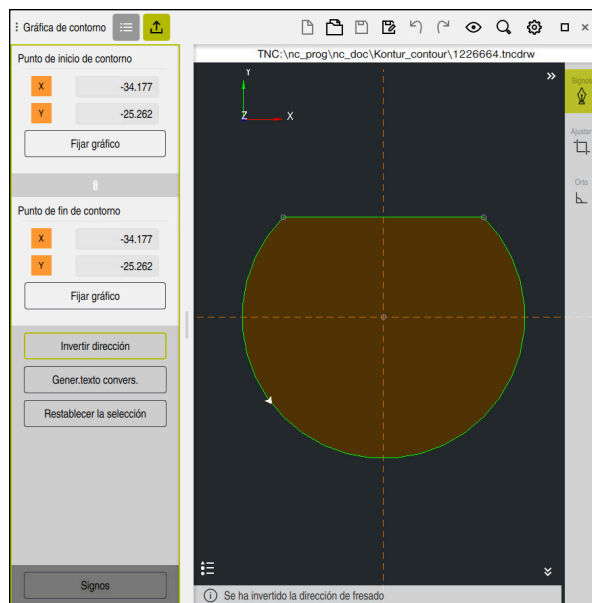 Gráfica de contorno
TNC:\nc_prog\nc_doc\Kontur_contour\1226664.tncdrw
Punto de inicio de contorno
X -34.177
Y -25.262
Fijar gráfico
Punto de fin de contorno
X -34.177
Y -25.262
Fijar gráfico
Invertir dirección
Gener.texto convers.
Restablecer la selección
Signos
Y
Z X
Signos
Ajustar
Orto
Se ha invertido la dirección de fresado